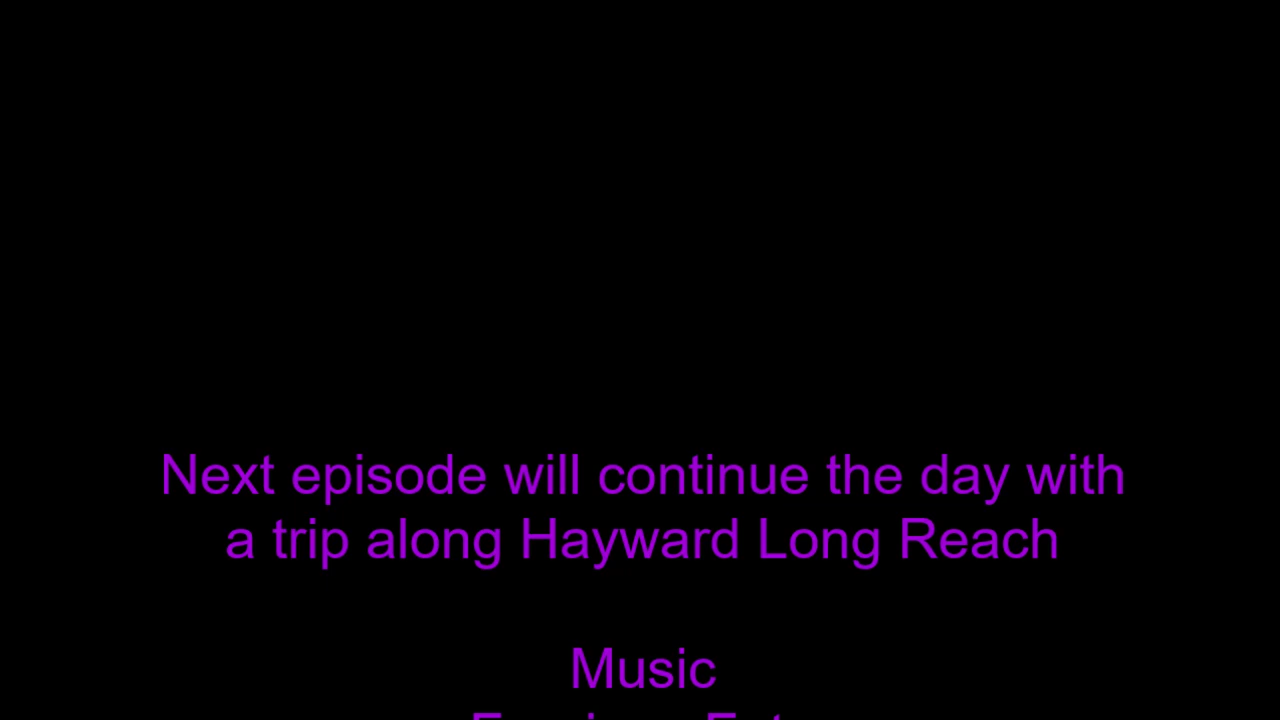 Next episode will continue the day with
a trip along Hayward Long Reach
Music